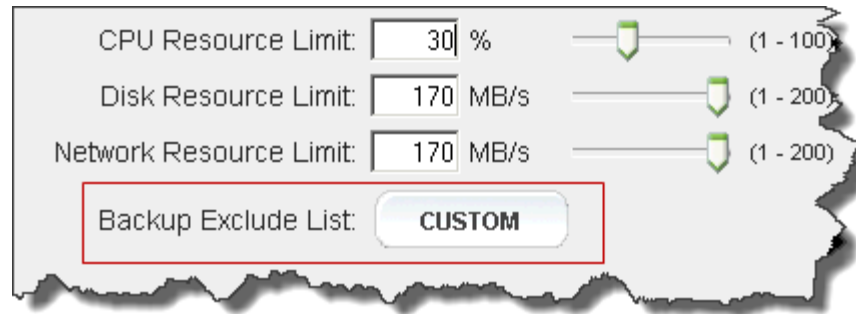 CPU Resource Limit: 30 % (1 - 100)
Disk Resource Limit: 170 MB/s (1 - 200)
Network Resource Limit: 170 MB/s (1 - 200)
Backup Exclude List: CUSTOM